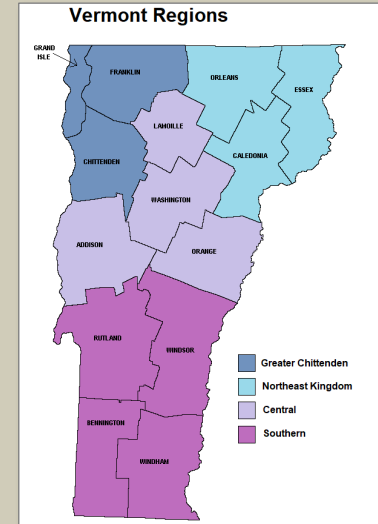 Vermont Regions
GRAND
ISLE
FRANKLIN
ORLEANS
ESSEX
LAMOILLE
CHITTENDEN
CALEDONIA
WASHINGTON
ADDISON
ORANGE
RUTLAND
WINDSOR
Greater Chittenden
Northeast Kingdom
Central
Southern
BENNINGTON
WINDHAM